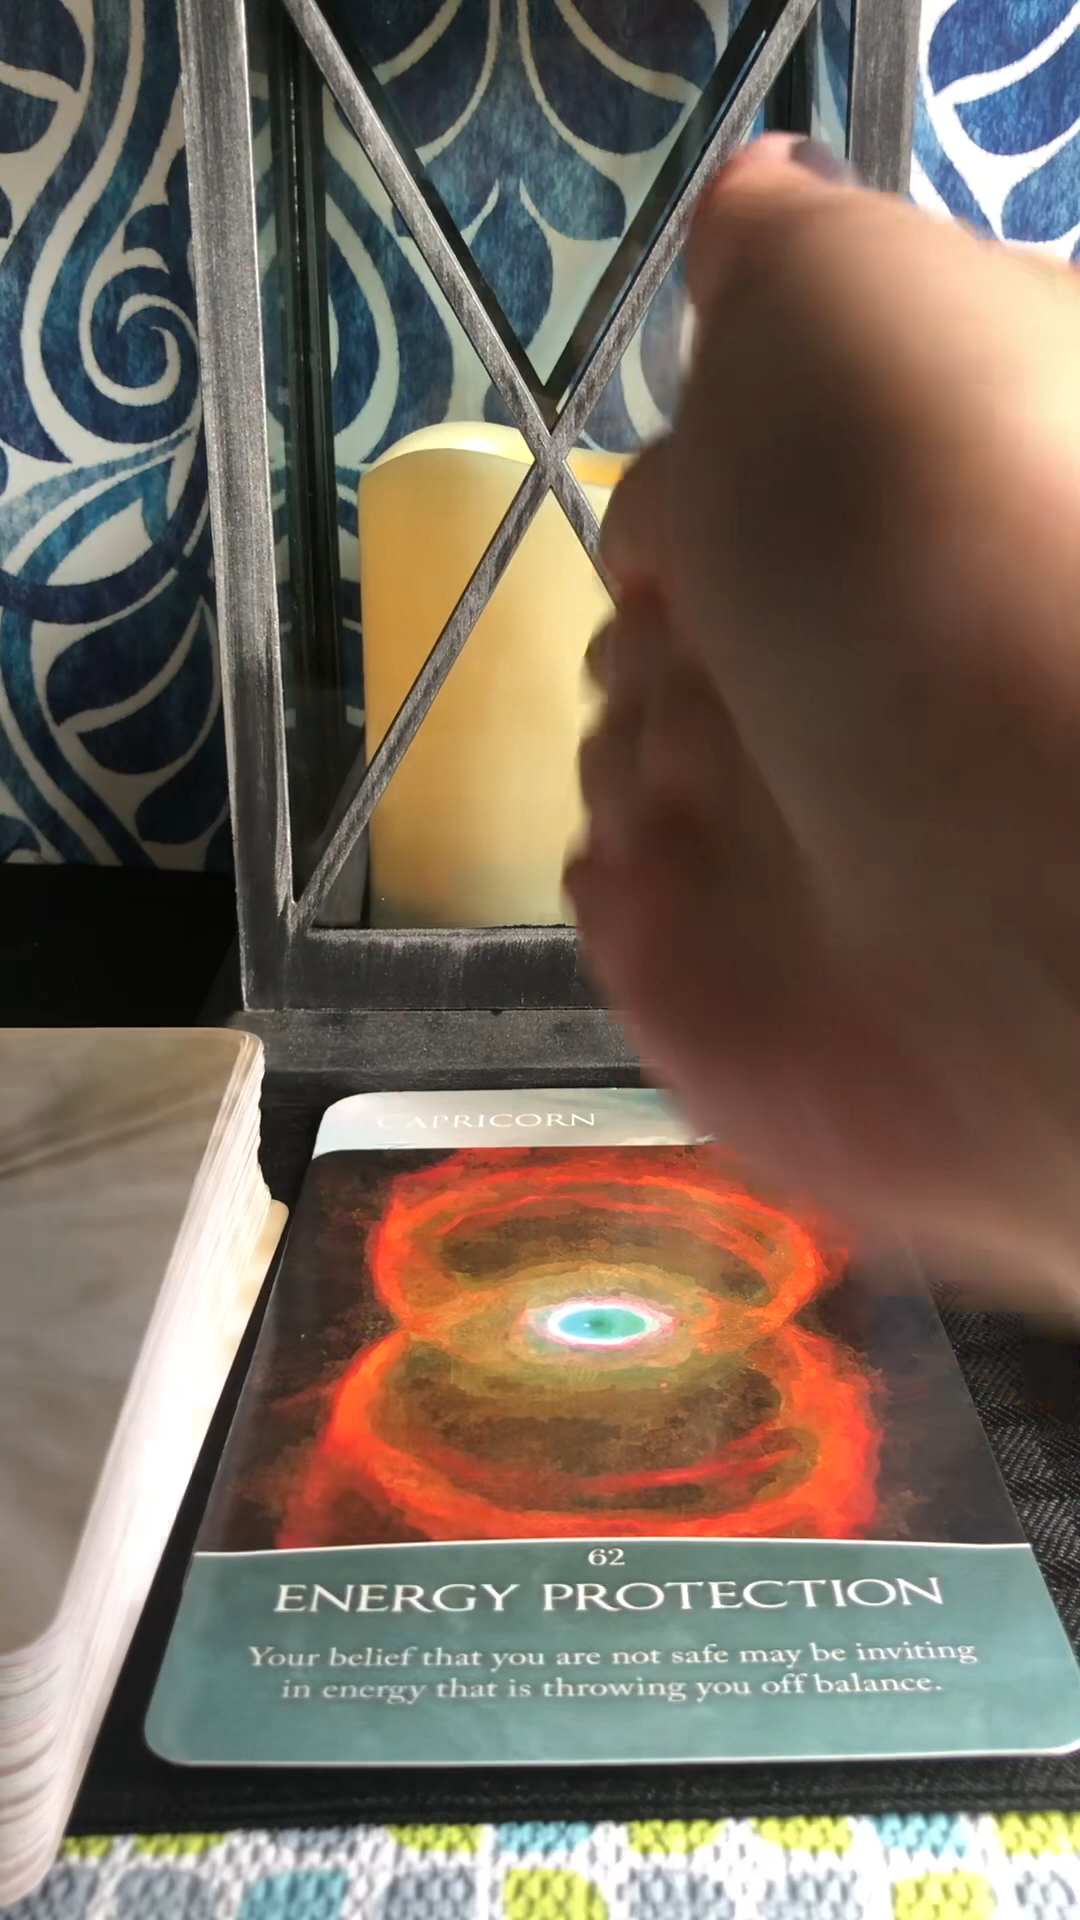 CAPRICORN
62
ENERGY PROTECTION
Your belief that you are not safe may be inviting
in energy that is throwing you off balance.